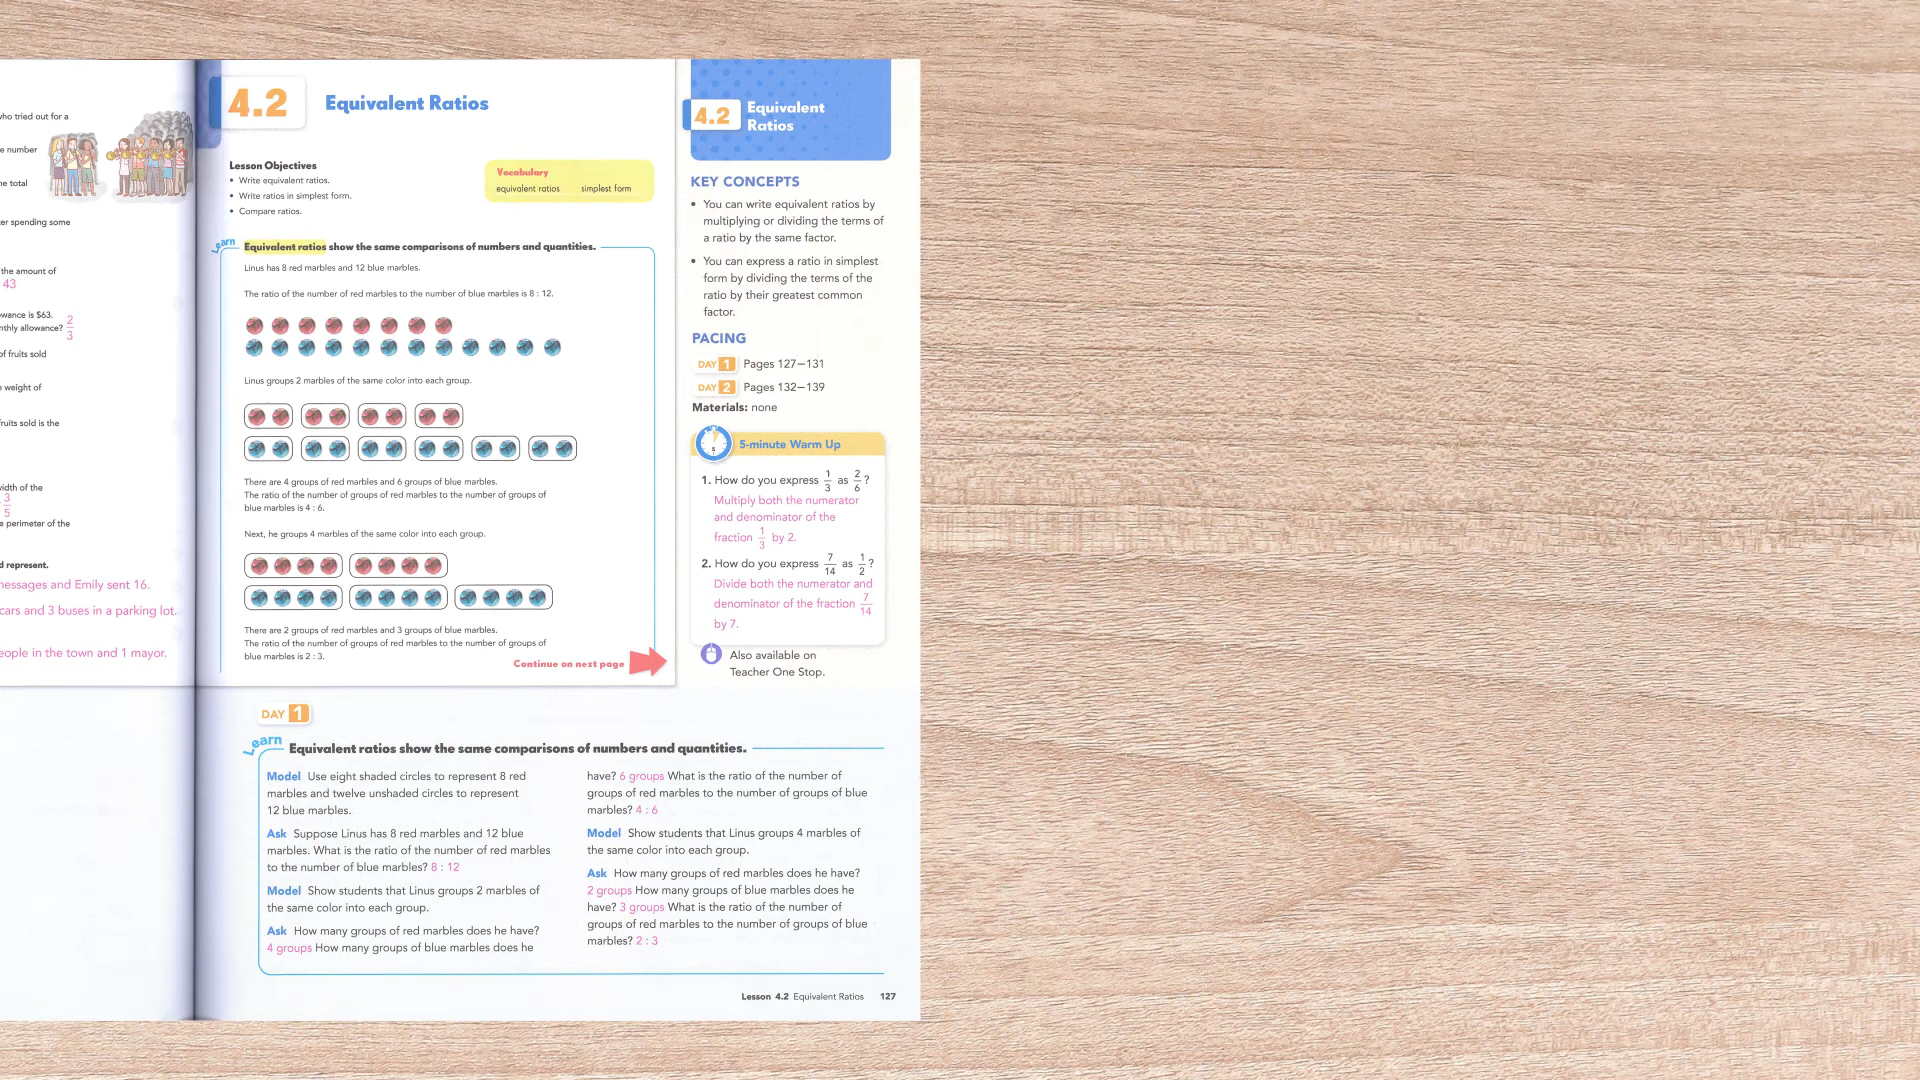 who tried out for a
e number
he total
ter spending some
the amount of
43
owance is $63.
nthly allowance? 2/3
of fruits sold
e weight of
fruits sold is the
width of the
3/5
e perimeter of the
d represent.
messages and Emily sent 16.
cars and 3 buses in a parking lot.
eople in the town and 1 mayor.
4.2 Equivalent Ratios
Lesson Objectives
• Write equivalent ratios.
• Write ratios in simplest form.
• Compare ratios.
Vocabulary
equivalent ratios simplest form
Learn Equivalent ratios show the same comparisons of numbers and quantities.
Linus has 8 red marbles and 12 blue marbles.
The ratio of the number of red marbles to the number of blue marbles is 8 : 12.
Linus groups 2 marbles of the same color into each group.
There are 4 groups of red marbles and 6 groups of blue marbles.
The ratio of the number of groups of red marbles to the number of groups of
blue marbles is 4 : 6.
Next, he groups 4 marbles of the same color into each group.
There are 2 groups of red marbles and 3 groups of blue marbles.
The ratio of the number of groups of red marbles to the number of groups of
blue marbles is 2 : 3.
Continue on next page
4.2 Equivalent
Ratios
KEY CONCEPTS
• You can write equivalent ratios by
multiplying or dividing the terms of
a ratio by the same factor.
• You can express a ratio in simplest
form by dividing the terms of the
ratio by their greatest common
factor.
PACING
DAY 1 Pages 127–131
DAY 2 Pages 132–139
Materials: none
5
5-minute Warm Up
1. How do you express 1/3 as 2/6?
Multiply both the numerator
and denominator of the
fraction 1/3 by 2.
2. How do you express 7/14 as 1/2?
Divide both the numerator and
denominator of the fraction 7/14
by 7.
Also available on
Teacher One Stop.
DAY 1
Learn Equivalent ratios show the same comparisons of numbers and quantities.
Model Use eight shaded circles to represent 8 red
marbles and twelve unshaded circles to represent
12 blue marbles.
Ask Suppose Linus has 8 red marbles and 12 blue
marbles. What is the ratio of the number of red marbles
to the number of blue marbles? 8 : 12
Model Show students that Linus groups 2 marbles of
the same color into each group.
Ask How many groups of red marbles does he have?
4 groups How many groups of blue marbles does he
have? 6 groups What is the ratio of the number of
groups of red marbles to the number of groups of blue
marbles? 4 : 6
Model Show students that Linus groups 4 marbles of
the same color into each group.
Ask How many groups of red marbles does he have?
2 groups How many groups of blue marbles does he
have? 3 groups What is the ratio of the number of
groups of red marbles to the number of groups of blue
marbles? 2 : 3
Lesson 4.2 Equivalent Ratios 127